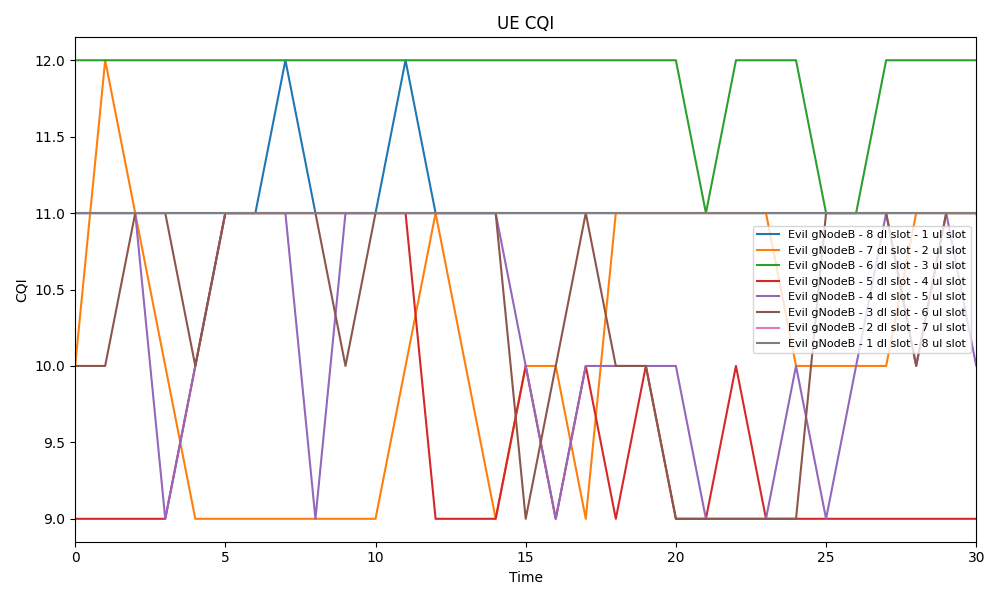 UE CQI
12.0
11.5
11.0
10.5
10.0
9.5
9.0
CQI
0 5 10 15 20 25 30
Time
Evil gNodeB - 8 dl slot - 1 ul slot
Evil gNodeB - 7 dl slot - 2 ul slot
Evil gNodeB - 6 dl slot - 3 ul slot
Evil gNodeB - 5 dl slot - 4 ul slot
Evil gNodeB - 4 dl slot - 5 ul slot
Evil gNodeB - 3 dl slot - 6 ul slot
Evil gNodeB - 2 dl slot - 7 ul slot
Evil gNodeB - 1 dl slot - 8 ul slot